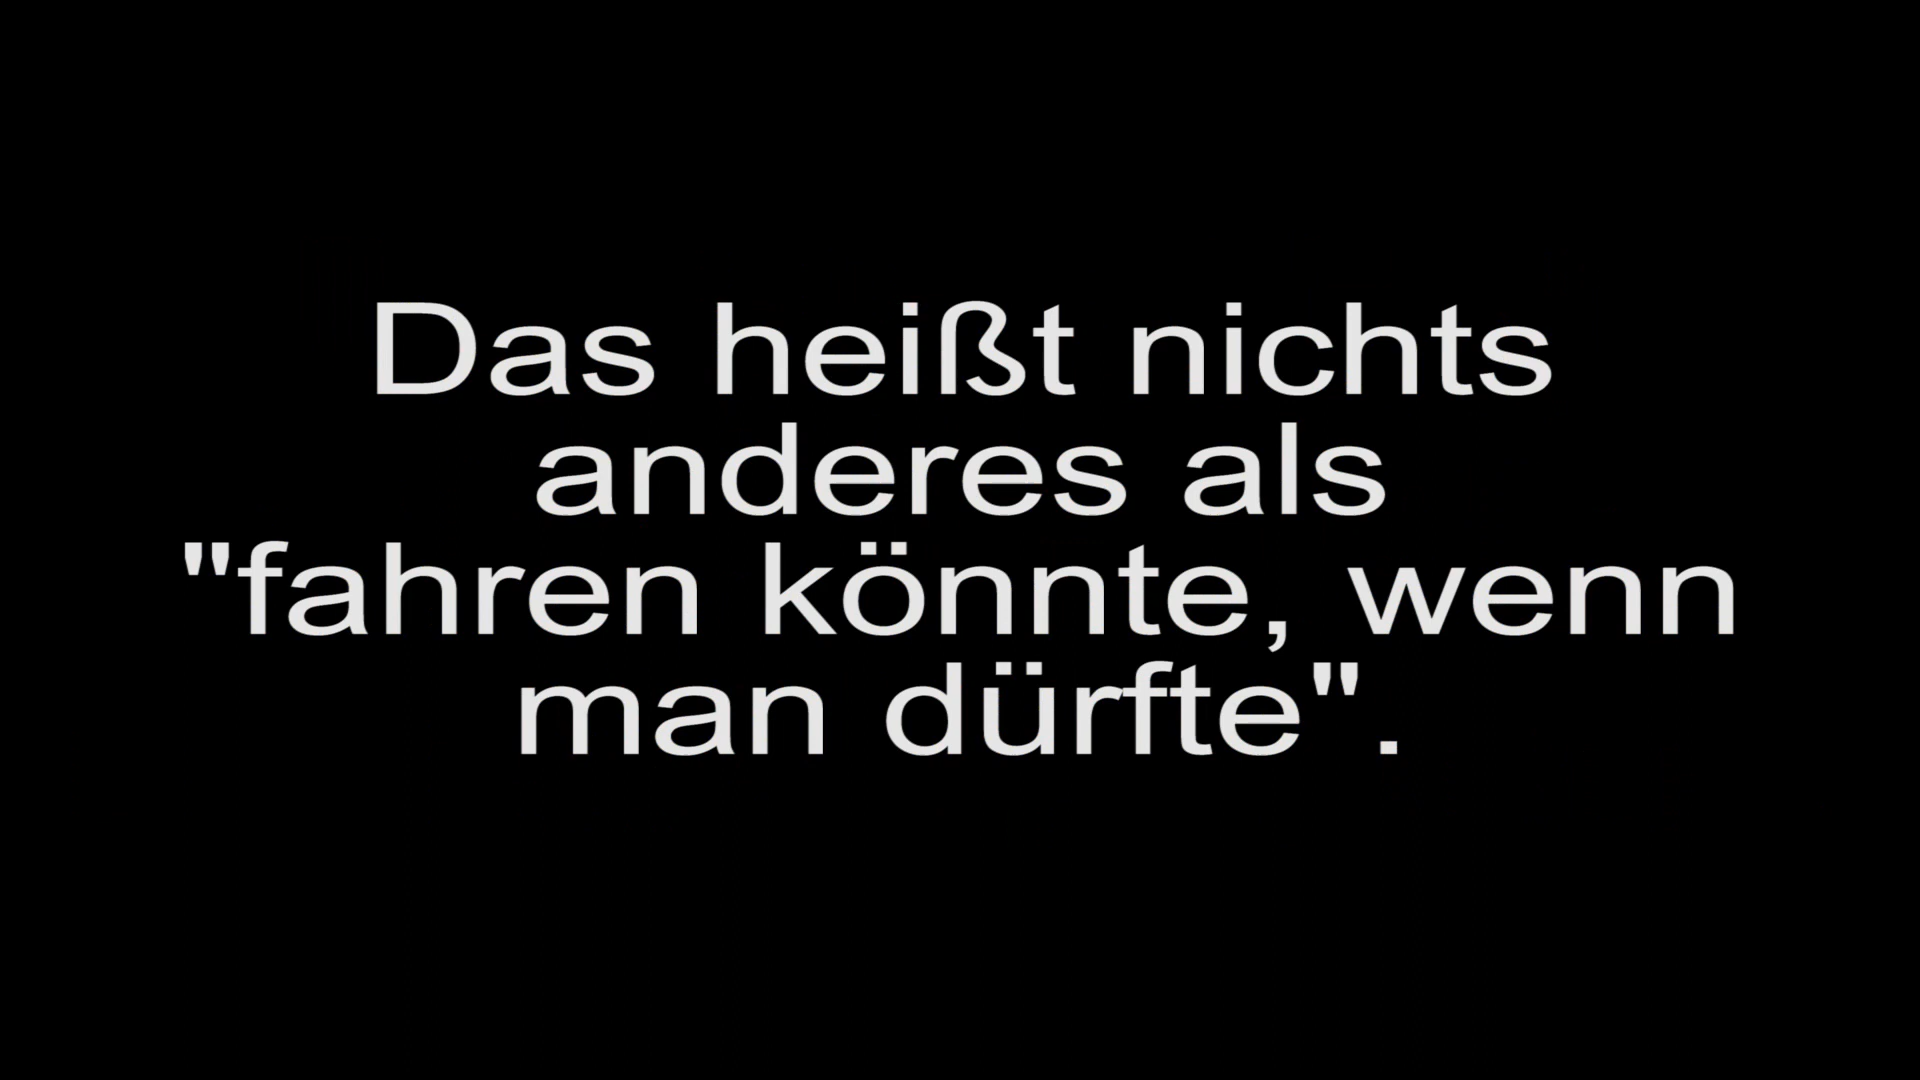 Das heißt nichts
anderes als
"fahren könnte, wenn
man dürfte".